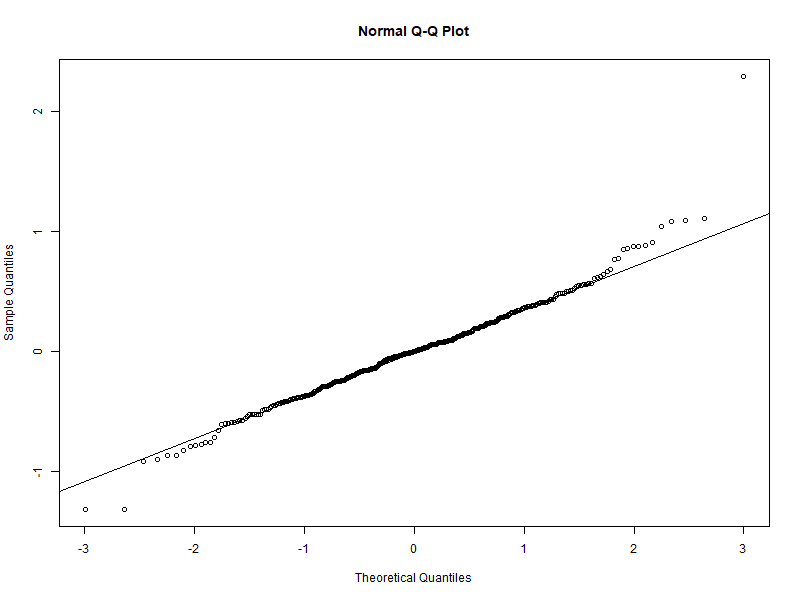 Normal Q-Q Plot
Sample Quantiles
2
1
0
-1
-3 -2 -1 0 1 2 3
Theoretical Quantiles